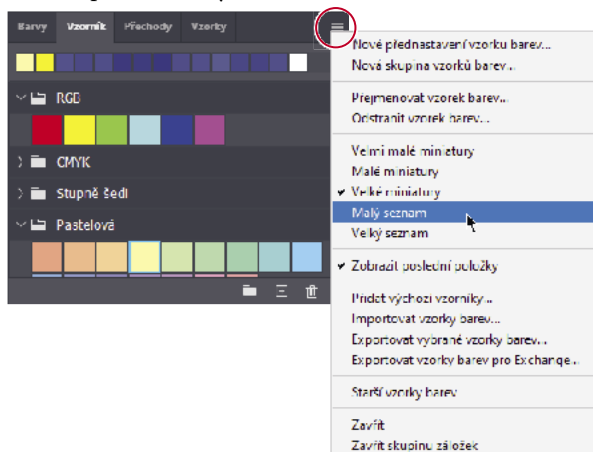 Barvy Vzorník Přechody Vzorky
RGB
CMYK
Stupně šedi
Pastelová
Nové přednastavení vzorku barev...
Nová skupina vzorků barev...
Přejmenovat vzorek barev...
Odstranit vzorek barev...
Velmi malé miniatury
Malé miniatury
Velké miniatury
Malý seznam
Velký seznam
Zobrazit poslední položky
Přidat výchozí vzorníky...
Importovat vzorky barev...
Exportovat vybrané vzorky barev...
Exportovat vzorky barev pro Exchange...
Starší vzorky barev
Zavřít
Zavřít skupinu záložek